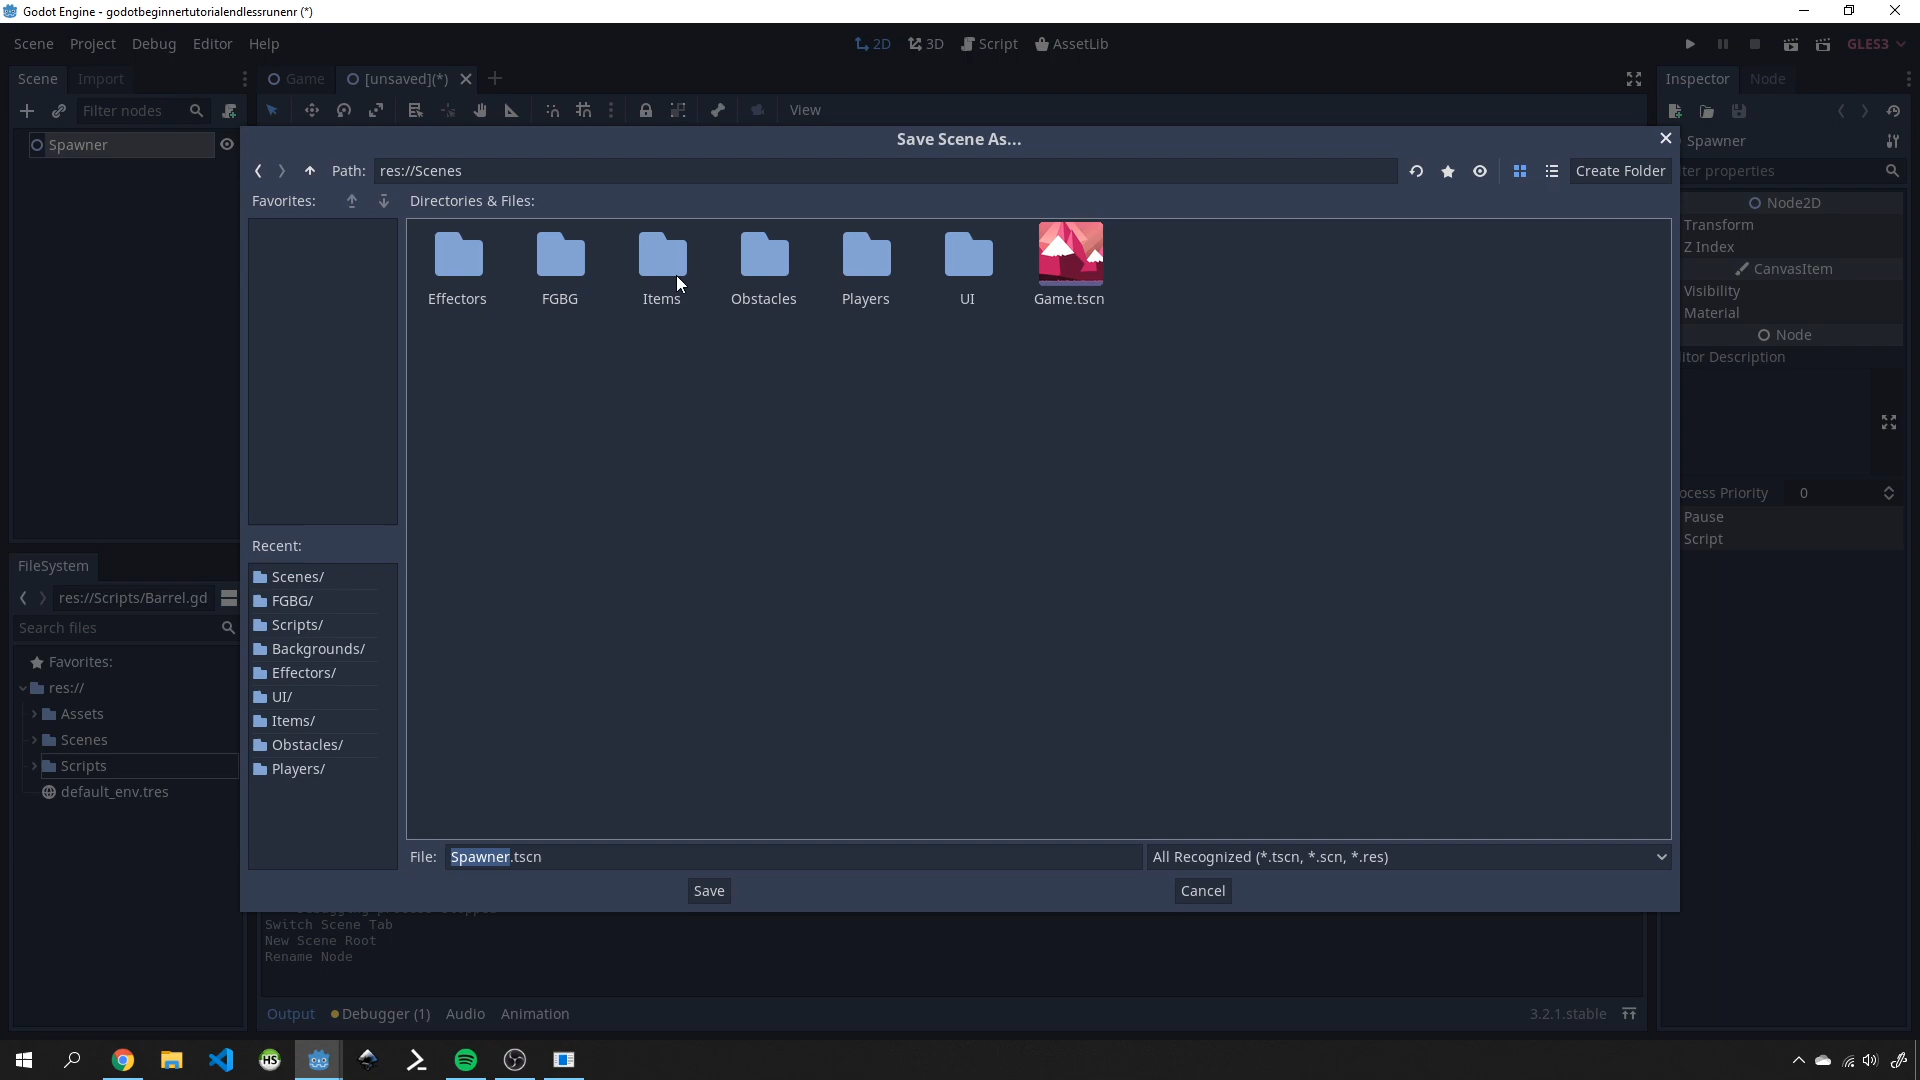 Godot Engine - godotbeginnertutorialendlessrunenr (*)
Scene Project Debug Editor Help
2D 3D Script AssetLib
GLES3
Scene Import
Game [unsaved](*)
Inspector Node
Filter nodes
View
Spawner
Save Scene As...
Spawner
Path: res://Scenes
Create Folder
ter properties
Favorites:
Directories & Files:
Node2D
Transform
Z Index
CanvasItem
Visibility
Material
Node
itor Description
Effectors FGBG Items Obstacles Players UI Game.tscn
ocess Priority 0
Pause
Script
Recent:
Scenes/
FGBG/
Scripts/
Backgrounds/
Effectors/
UI/
Items/
Obstacles/
Players/
FileSystem
res://Scripts/Barrel.gd
Search files
Favorites:
res://
Assets
Scenes
Scripts
default_env.tres
File: Spawner.tscn
All Recognized (*.tscn, *.scn, *.res)
Save Cancel
Switch Scene Tab
New Scene Root
Rename Node
Output Debugger (1) Audio Animation
3.2.1.stable
HS